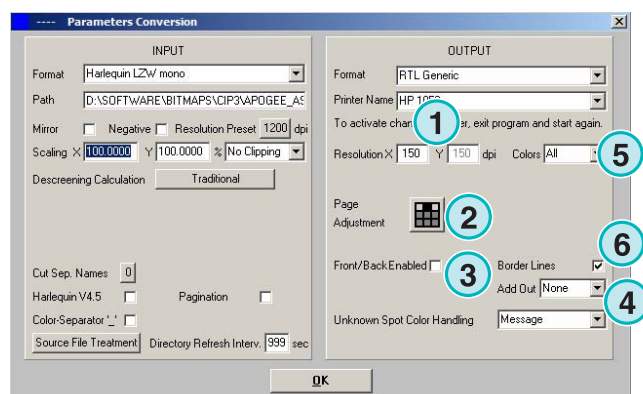 ---- Parameters Conversion
INPUT
Format Harlequin LZW mono
Path D:\SOFTWARE\BITMAPS\CIP3\APOGEE_AS
Mirror Negative Resolution Preset 1200 dpi
Scaling X 100.0000 Y 100.0000 % No Clipping
Descreening Calculation Traditional
Cut Sep. Names 0
Harlequin V4.5 Pagination
Color-Separator '_'
Source File Treatment Directory Refresh Interv. 999 sec
OUTPUT
Format RTL Generic
Printer Name HP
To activate exit program and start again.
1
Resolution X 150 Y 150 dpi Colors All
5
Page
Adjustment
2
6
Front/Back Enabled
3
Border Lines
Add Out None
4
Unknown Spot Color Handling Message
OK